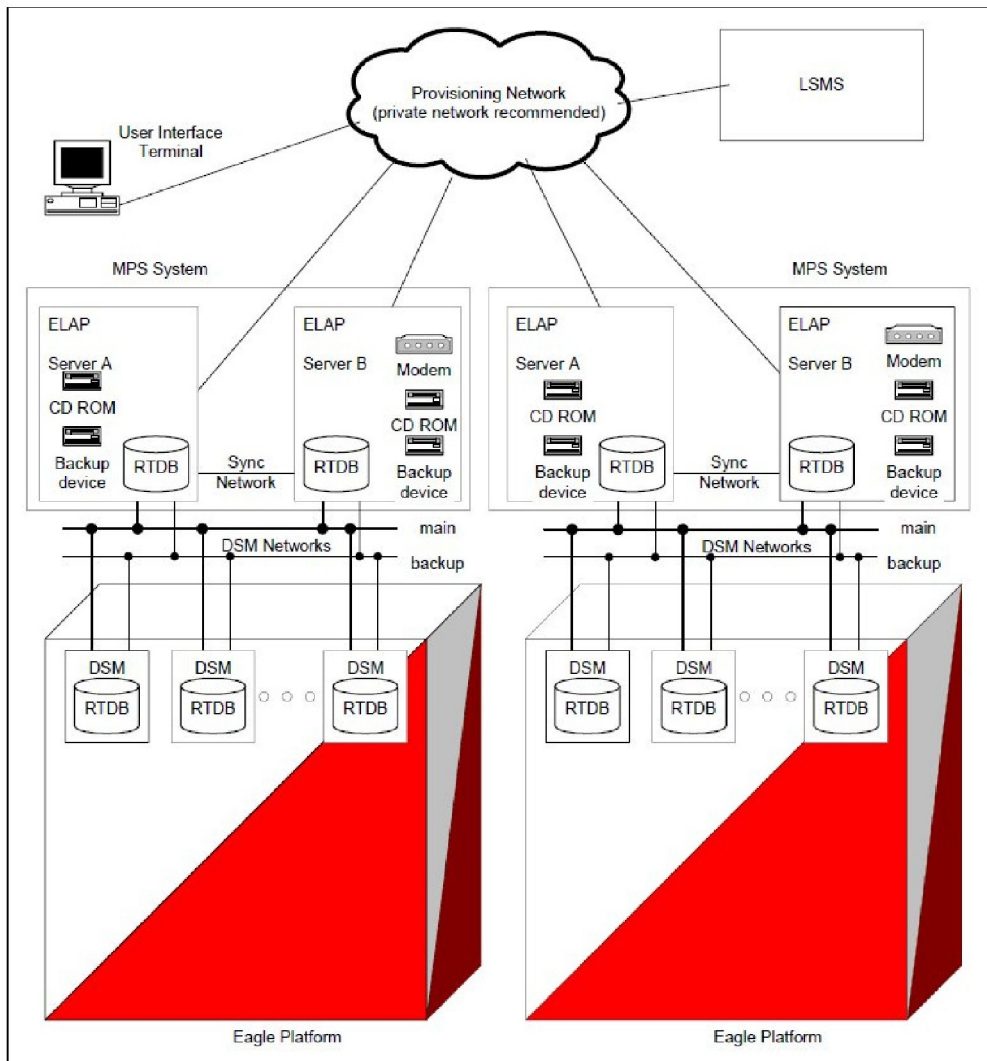 Provisioning Network
(private network recommended)
LSMS
User Interface
Terminal
MPS System
ELAP
Server A
CD ROM
Backup
device
RTDB
Sync
Network
ELAP
Server B
Modem
CD ROM
Backup
device
RTDB
main
DSM Networks
backup
DSM
RTDB
DSM
RTDB
DSM
RTDB
Eagle Platform
MPS System
ELAP
Server A
CD ROM
Backup
device
RTDB
Sync
Network
ELAP
Server B
Modem
CD ROM
Backup
device
RTDB
main
DSM Networks
backup
DSM
RTDB
DSM
RTDB
DSM
RTDB
Eagle Platform